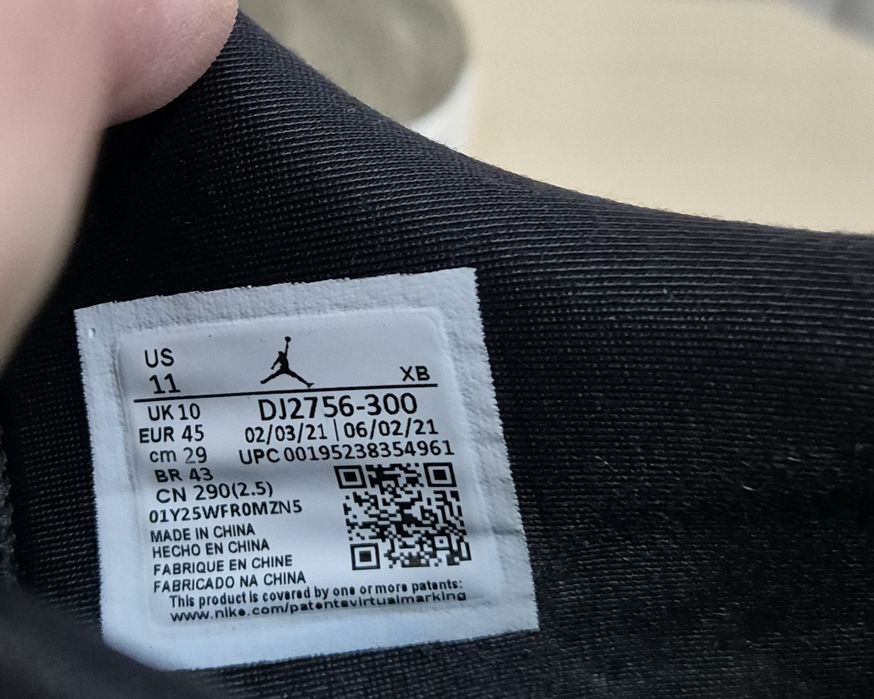 US
11 XB
UK 10 DJ2756-300
EUR 45 02/03/21 | 06/02/21
cm 29 UPC 00195238354961
BR 43
CN 290(2.5)
01Y25WFR0MZN5
MADE IN CHINA
HECHO EN CHINA
FABRIQUE EN CHINE
FABRICADO NA CHINA
This product is covered by one or more patents:
www.nike.com/patentsvirtualmarking